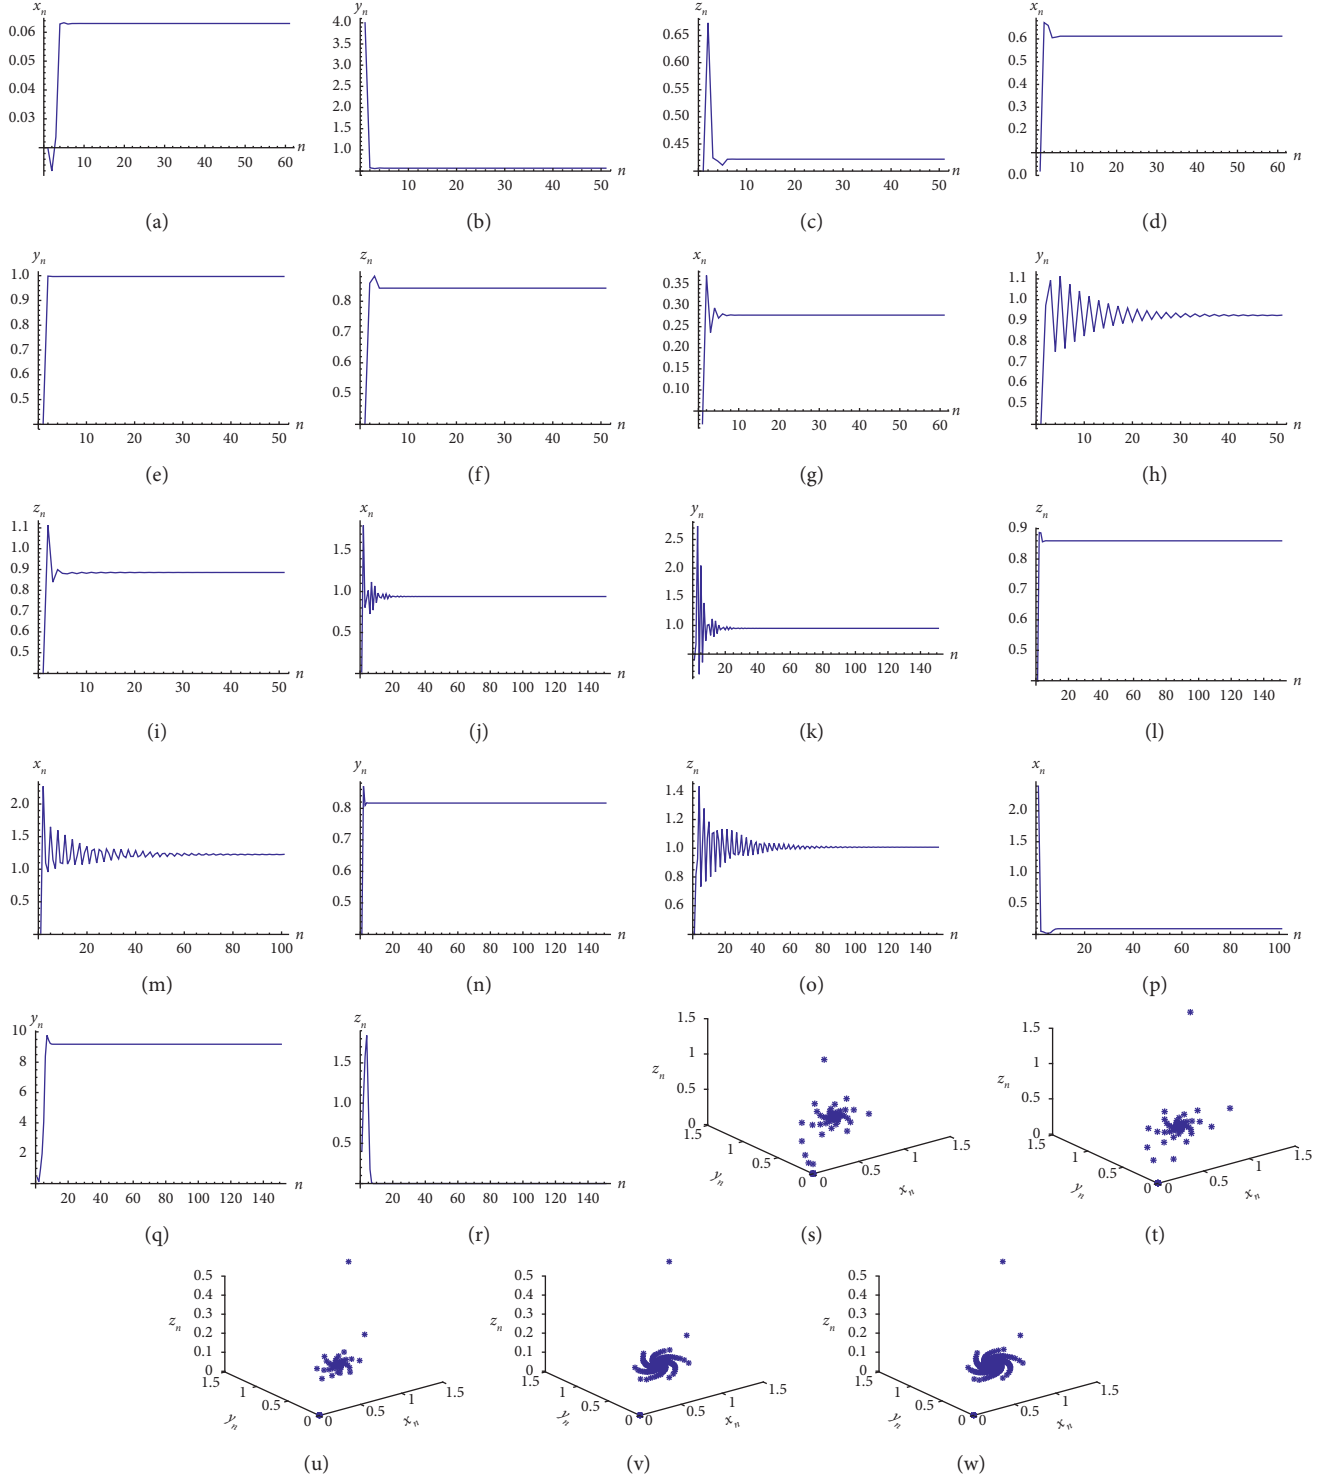 x_n
0.06
0.05
0.04
0.03
10 20 30 40 50 60 n
(a)
y_n
4.0
3.5
3.0
2.5
4.0
1.5
1.0
10 20 30 40 50 n
(b)
z_n
0.65
0.60
0.55
0.50
0.45
10 20 30 40 50 n
(c)
x_n
0.6
0.5
0.4
0.3
0.2
0.1
0.0
10 20 30 40 50 60 n
(d)
y_n
1.0
0.9
0.8
0.7
0.6
0.5
10 20 30 40 50 n
(e)
z_n
0.8
0.7
0.6
0.5
10 20 30 40 50 n
(f)
x_n
0.35
0.30
0.25
0.20
0.15
0.10
10 20 30 40 50 60 n
(g)
y_n
1.1
1.0
0.9
0.8
0.7
0.6
0.5
10 20 30 40 50 n
(h)
z_n
1.1
1.0
0.9
0.8
0.7
0.6
0.5
10 20 30 40 50 n
(i)
x_n
1.5
1.0
0.5
20 40 60 80 100 120 140 n
(j)
y_n
2.5
2.0
1.5
1.0
20 40 60 80 100 120 140 n
(k)
z_n
0.9
0.8
0.7
0.6
0.5
20 40 60 80 100 120 140 n
(l)
x_n
2.0
1.5
1.0
0.5
20 40 60 80 100 n
(m)
y_n
0.8
0.7
0.6
0.5
20 40 60 80 100 120 140 n
(n)
z_n
1.4
1.2
1.0
0.8
0.6
20 40 60 80 100 120 140 n
(o)
x_n
2.0
1.5
1.0
0.5
20 40 60 80 100 n
(p)
y_n
10
8
6
4
2
20 40 60 80 100 120 140 n
(q)
z_n
1.5
1.0
0.5
20 40 60 80 100 120 140 n
(r)
1.5
1
z_n
0.5
0
1.5
1
0.5
y_n
0 0
0.5
1
1.5
x_n
(s)
1.5
1
z_n
0.5
0
1.5
1
0.5
y_n
0 0
0.5
1
1.5
x_n
(t)
0.5
0.4
0.3
z_n
0.2
0.1
0
1.5
1
0.5
y_n
0 0
0.5
1
1.5
x_n
(u)
0.5
0.4
0.3
z_n
0.2
0.1
0
1.5
1
0.5
y_n
0 0
0.5
1
1.5
x_n
(v)
0.5
0.4
0.3
z_n
0.2
0.1
0
1.5
1
0.5
y_n
0 0
0.5
1
1.5
x_n
(w)